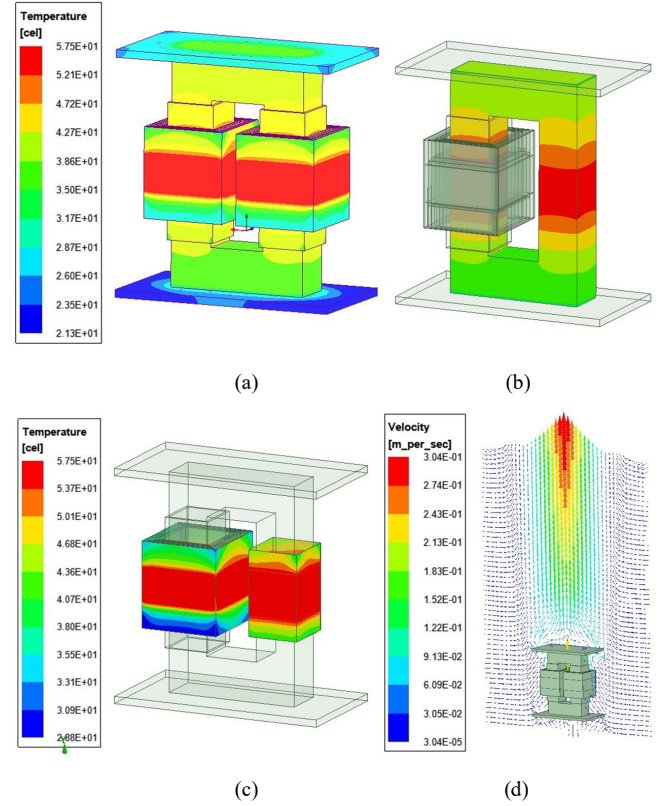 Temperature
[cel]
5.75E+01
5.21E+01
4.72E+01
4.27E+01
3.86E+01
3.50E+01
3.17E+01
2.87E+01
2.60E+01
2.35E+01
2.13E+01
(a)
(b)
Temperature
[cel]
5.75E+01
5.37E+01
5.01E+01
4.68E+01
4.36E+01
4.07E+01
3.80E+01
3.55E+01
3.31E+01
3.09E+01
2.88E+01
Velocity
[m_per_sec]
3.04E-01
2.74E-01
2.43E-01
2.13E-01
1.83E-01
1.52E-01
1.22E-01
9.13E-02
6.09E-02
3.05E-02
3.04E-05
(c)
(d)